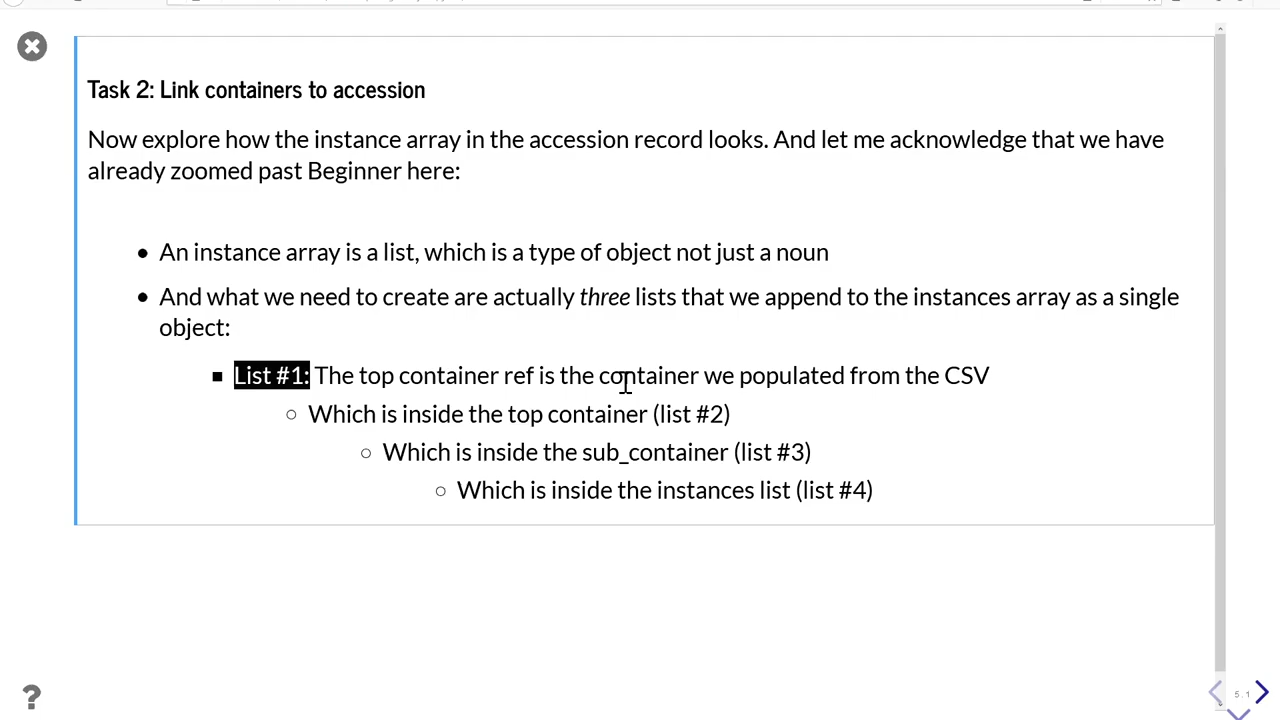 Task 2: Link containers to accession
Now explore how the instance array in the accession record looks. And let me acknowledge that we have
already zoomed past Beginner here:
An instance array is a list, which is a type of object not just a noun
And what we need to create are actually three lists that we append to the instances array as a single
object:
List #1: The top container ref is the container we populated from the CSV
Which is inside the top container (list #2)
Which is inside the sub_container (list #3)
Which is inside the instances list (list #4)
?
5.1